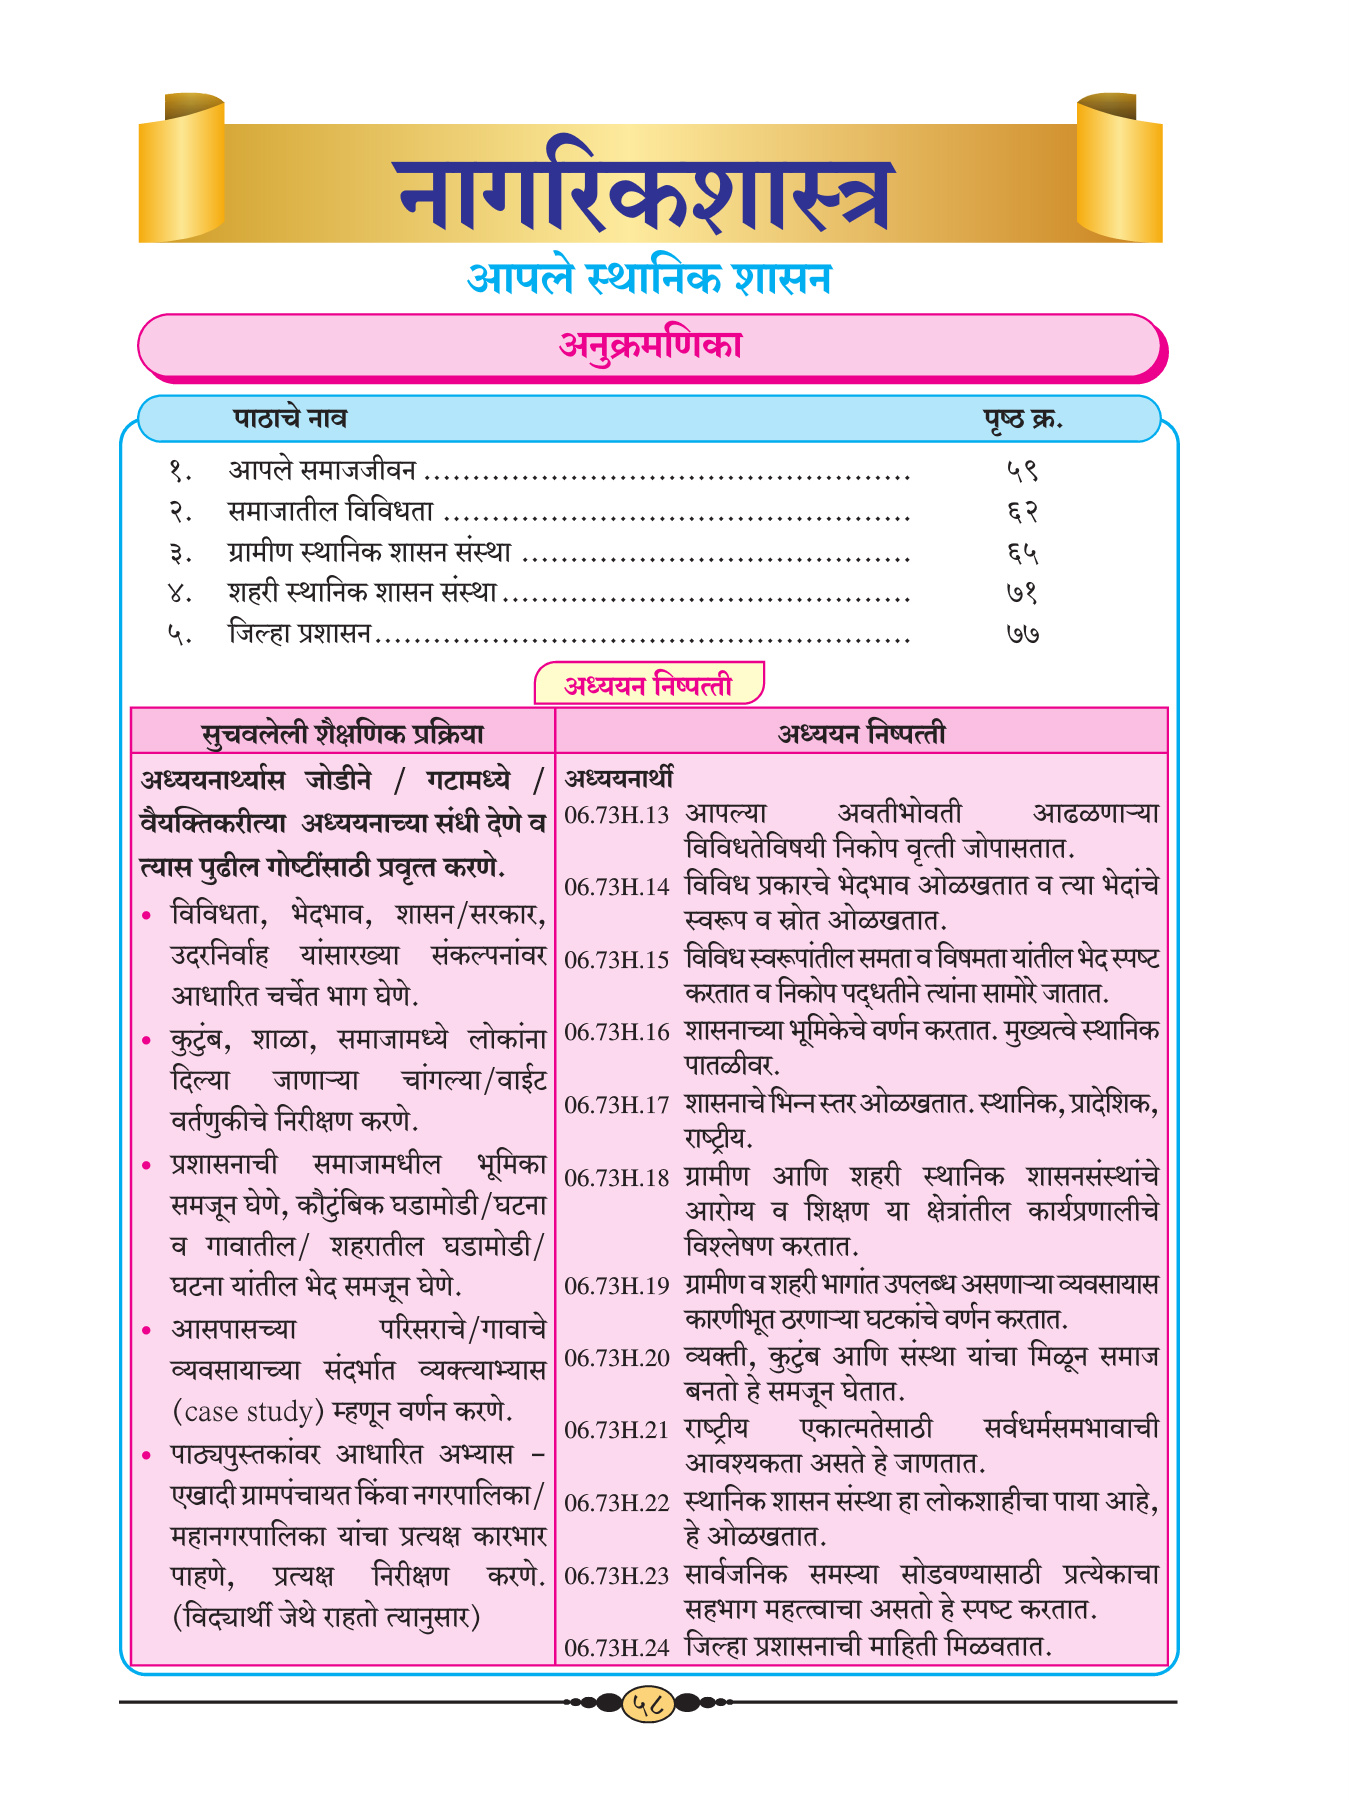 नागरिकशास्त्र
आपले स्थानिक शासन
अनुक्रमणिका
पाठाचे नाव पृष्ठ क्र.
१. आपले समाजजीवन .................................................. ५९
२. समाजातील विविधता ................................................ ६२
३. ग्रामीण स्थानिक शासन संस्था ........................................ ६५
४. शहरी स्थानिक शासन संस्था .......................................... ७१
५. जिल्हा प्रशासन....................................................... ७७
अध्ययन निष्पत्ती
सुचवलेली शैक्षणिक प्रक्रिया
अध्ययनार्थ्यास जोडीने / गटामध्ये /
वैयक्तिकरीत्या अध्ययनाच्या संधी देणे व
त्यास पुढील गोष्टींसाठी प्रवृत्त करणे.
• विविधता, भेदभाव, शासन/सरकार,
उदरनिर्वाह यांसारख्या संकल्पनांवर
आधारित चर्चेत भाग घेणे.
• कुटुंब, शाळा, समाजामध्ये लोकांना
दिल्या जाणाऱ्या चांगल्या/वाईट
वर्तणुकीचे निरीक्षण करणे.
• प्रशासनाची समाजामधील भूमिका
समजून घेणे, कौटुंबिक घडामोडी/घटना
व गावातील/ शहरातील घडामोडी/
घटना यांतील भेद समजून घेणे.
• आसपासच्या परिसराचे/गावाचे
व्यवसायाच्या संदर्भात व्यक्त्याभ्यास
(case study) म्हणून वर्णन करणे.
• पाठ्यपुस्तकांवर आधारित अभ्यास –
एखादी ग्रामपंचायत किंवा नगरपालिका/
महानगरपालिका यांचा प्रत्यक्ष कारभार
पाहणे, प्रत्यक्ष निरीक्षण करणे.
(विद्यार्थी जेथे राहतो त्यानुसार)
अध्ययन निष्पत्ती
अध्ययनार्थी
06.73H.13 आपल्या अवतीभोवती आढळणाऱ्या
विविधतेविषयी निकोप वृत्ती जोपासतात.
06.73H.14 विविध प्रकारचे भेदभाव ओळखतात व त्या भेदांचे
स्वरूप व स्रोत ओळखतात.
06.73H.15 विविध स्वरूपांतील समता व विषमता यांतील भेद स्पष्ट
करतात व निकोप पद्धतीने त्यांना सामोरे जातात.
06.73H.16 शासनाच्या भूमिकेचे वर्णन करतात. मुख्यत्वे स्थानिक
पातळीवर.
06.73H.17 शासनाचे भिन्न स्तर ओळखतात. स्थानिक, प्रादेशिक,
राष्ट्रीय.
06.73H.18 ग्रामीण आणि शहरी स्थानिक शासनसंस्थांचे
आरोग्य व शिक्षण या क्षेत्रांतील कार्यप्रणालीचे
विश्लेषण करतात.
06.73H.19 ग्रामीण व शहरी भागांत उपलब्ध असणाऱ्या व्यवसायास
कारणीभूत ठरणाऱ्या घटकांचे वर्णन करतात.
06.73H.20 व्यक्ती, कुटुंब आणि संस्था यांचा मिळून समाज
बनतो हे समजून घेतात.
06.73H.21 राष्ट्रीय एकात्मतेसाठी सर्वधर्मसमभावाची
आवश्यकता असते हे जाणतात.
06.73H.22 स्थानिक शासन संस्था हा लोकशाहीचा पाया आहे,
हे ओळखतात.
06.73H.23 सार्वजनिक समस्या सोडवण्यासाठी प्रत्येकाचा
सहभाग महत्त्वाचा असतो हे स्पष्ट करतात.
06.73H.24 जिल्हा प्रशासनाची माहिती मिळवतात.
५८